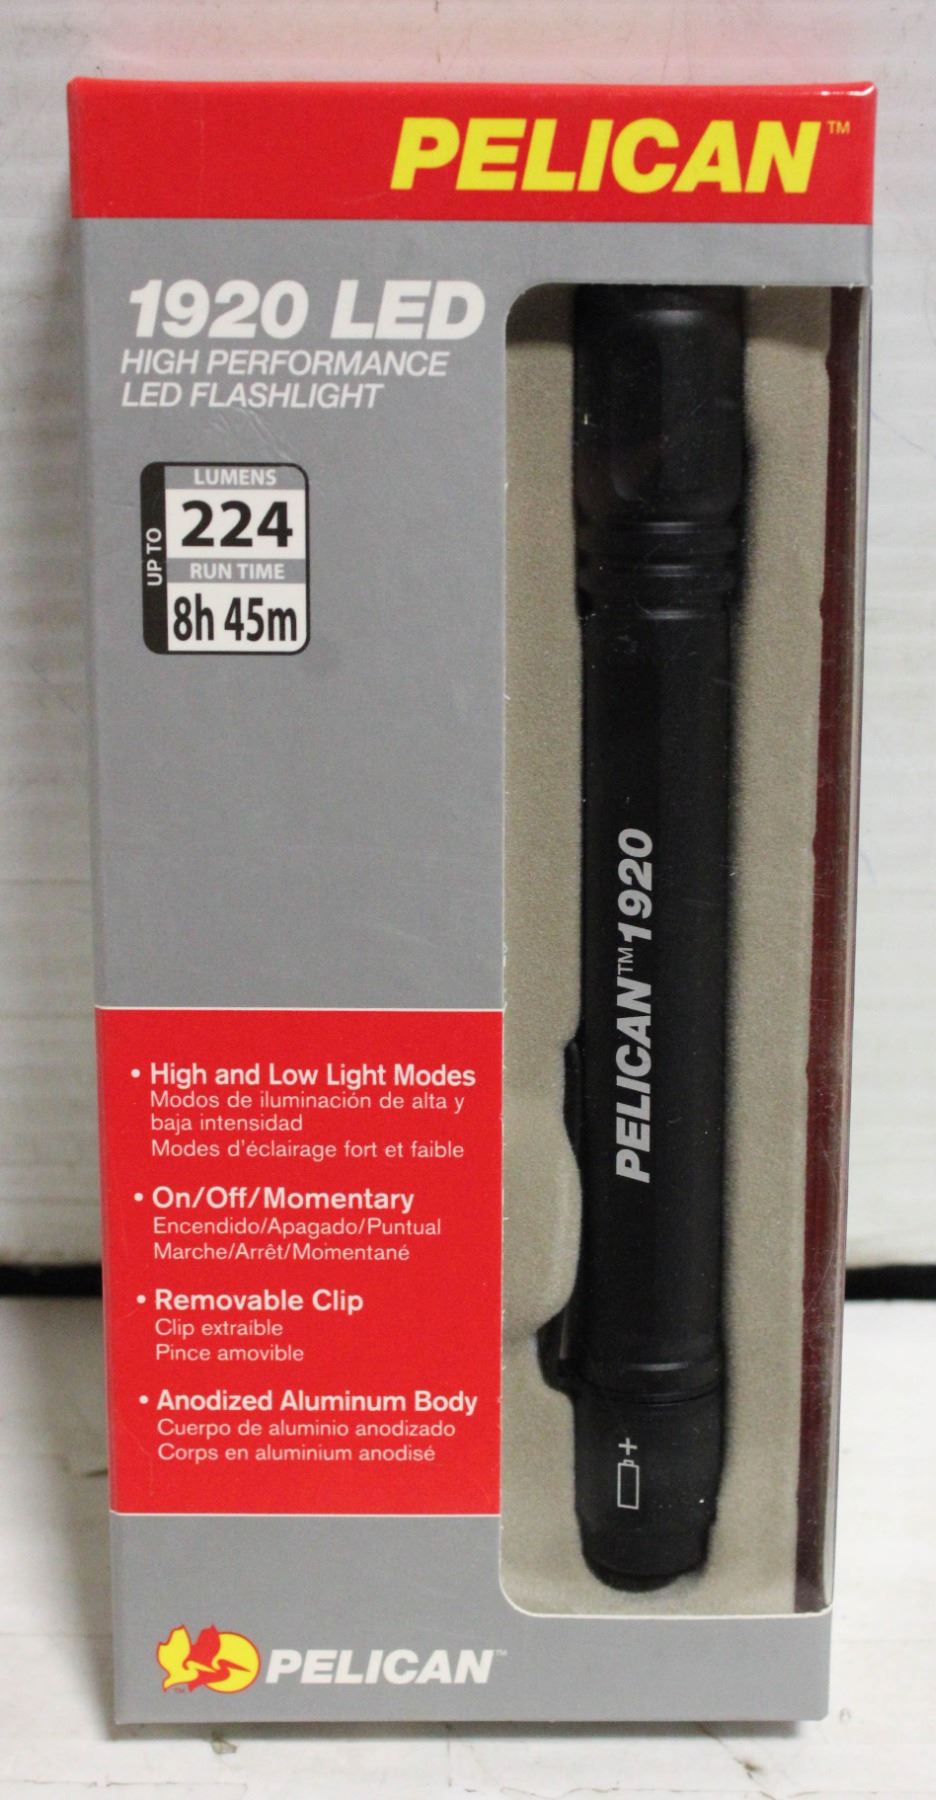 PELICAN™
1920 LED
HIGH PERFORMANCE
LED FLASHLIGHT
UP TO
LUMENS
224
RUN TIME
8h 45m
PELICAN™ 1920
• High and Low Light Modes
Modos de iluminación de alta y
baja intensidad
Modes d'éclairage fort et faible
• On/Off/Momentary
Encendido/Apagado/Puntual
Marche/Arrêt/Momentané
• Removable Clip
Clip extraible
Pince amovible
• Anodized Aluminum Body
Cuerpo de aluminio anodizado
Corps en aluminium anodisé
+
PELICAN™